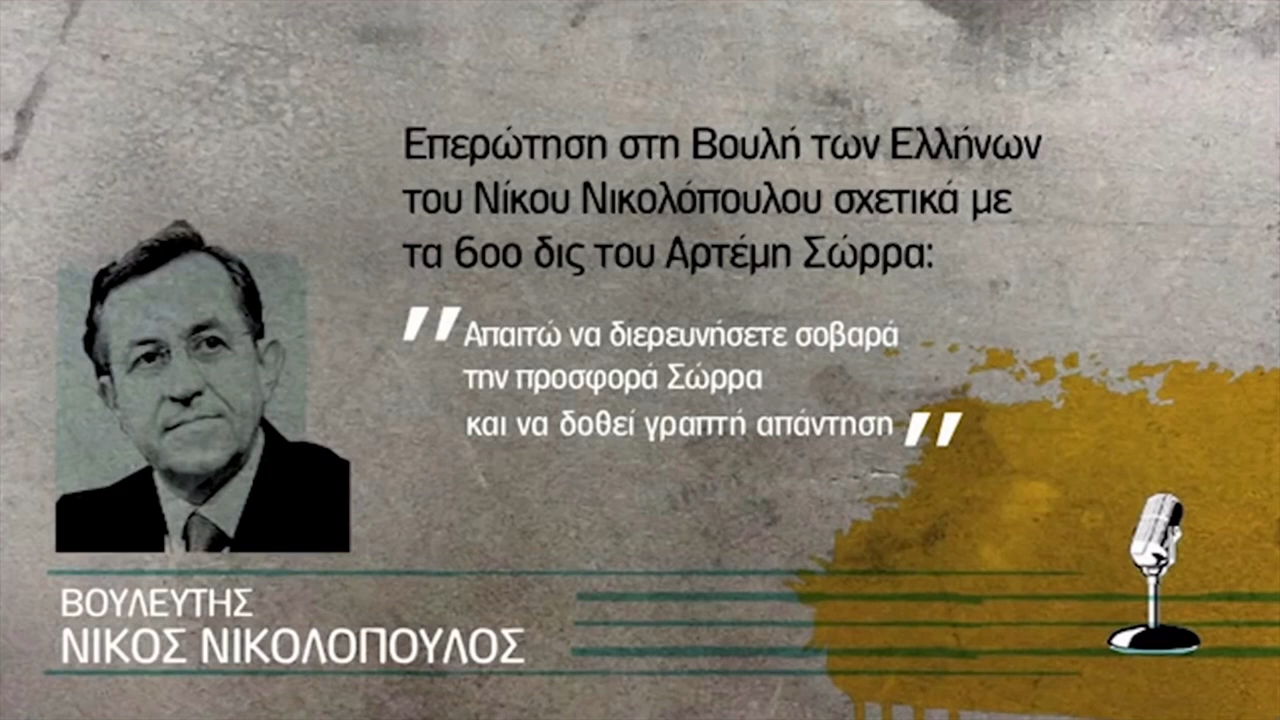 Επερώτηση στη Βουλή των Ελλήνων
του Νίκου Νικολόπουλου σχετικά με
τα 600 δις του Αρτέμη Σώρρα:
"Απαιτώ να διερευνήσετε σοβαρά
την προσφορά Σώρρα
και να δοθεί γραπτή απάντηση"
ΒΟΥΛΕΥΤΗΣ
ΝΙΚΟΣ ΝΙΚΟΛΟΠΟΥΛΟΣ